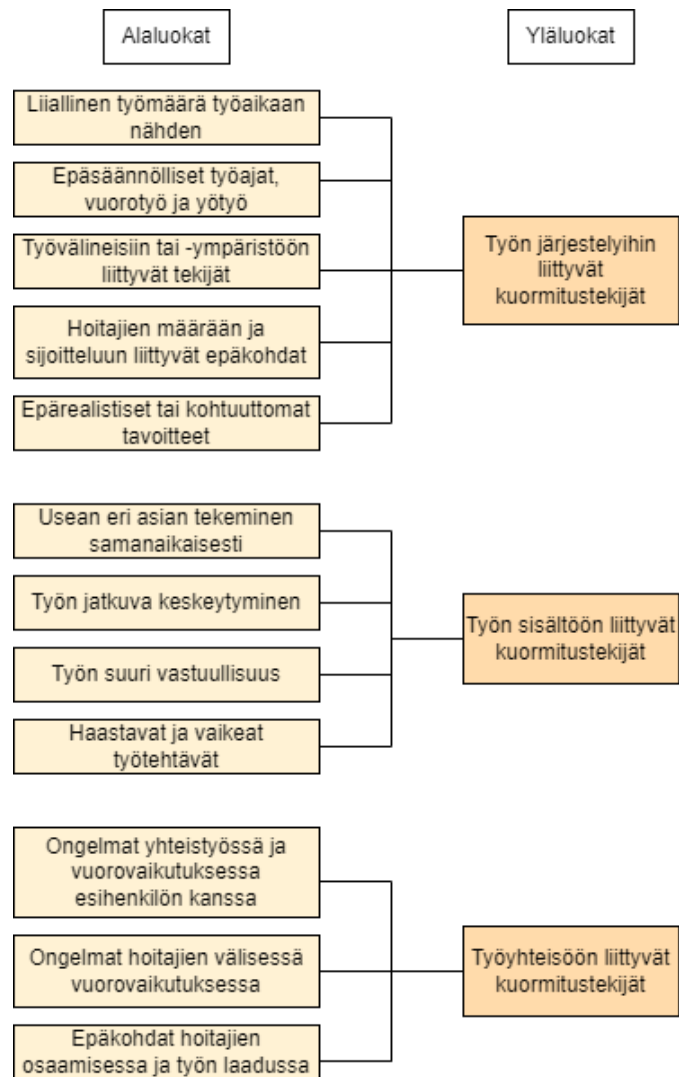 Alaluokat
Yläluokat
Liiallinen työmäärä työaikaan
nähden
Epäsäännölliset työajat,
vuorotyö ja yötyö
Työvälineisiin tai -ympäristöön
liittyvät tekijät
Hoitajien määrään ja
sijoitteluun liittyvät epäkohdat
Epärealistiset tai kohtuuttomat
tavoitteet
Työn järjestelyihin
liittyvät
kuormitustekijät
Usean eri asian tekeminen
samanaikaisesti
Työn jatkuva keskeytyminen
Työn suuri vastuullisuus
Haastavat ja vaikeat
työtehtävät
Työn sisältöön liittyvät
kuormitustekijät
Ongelmat yhteistyössä ja
vuorovaikutuksessa
esihenkilön kanssa
Ongelmat hoitajien välisessä
vuorovaikutuksessa
Epäkohdat hoitajien
osaamisessa ja työn laadussa
Työyhteisöön liittyvät
kuormitustekijät